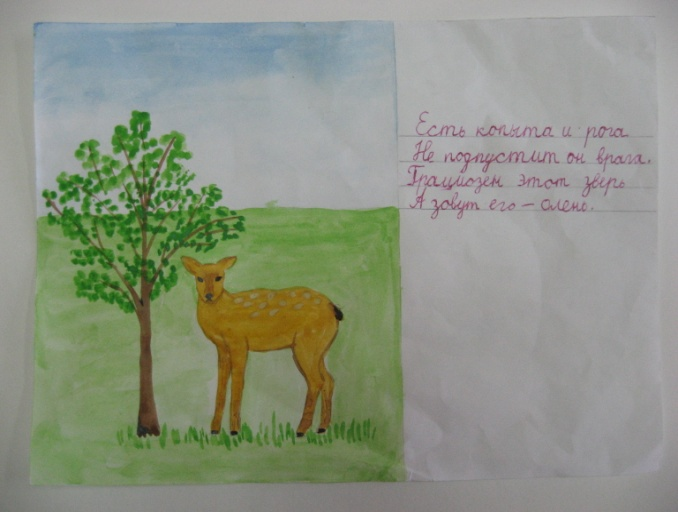 Есть копыта и рога
Не подпустит он врага.
Грациозен этот зверь
А зовут его – Олень.